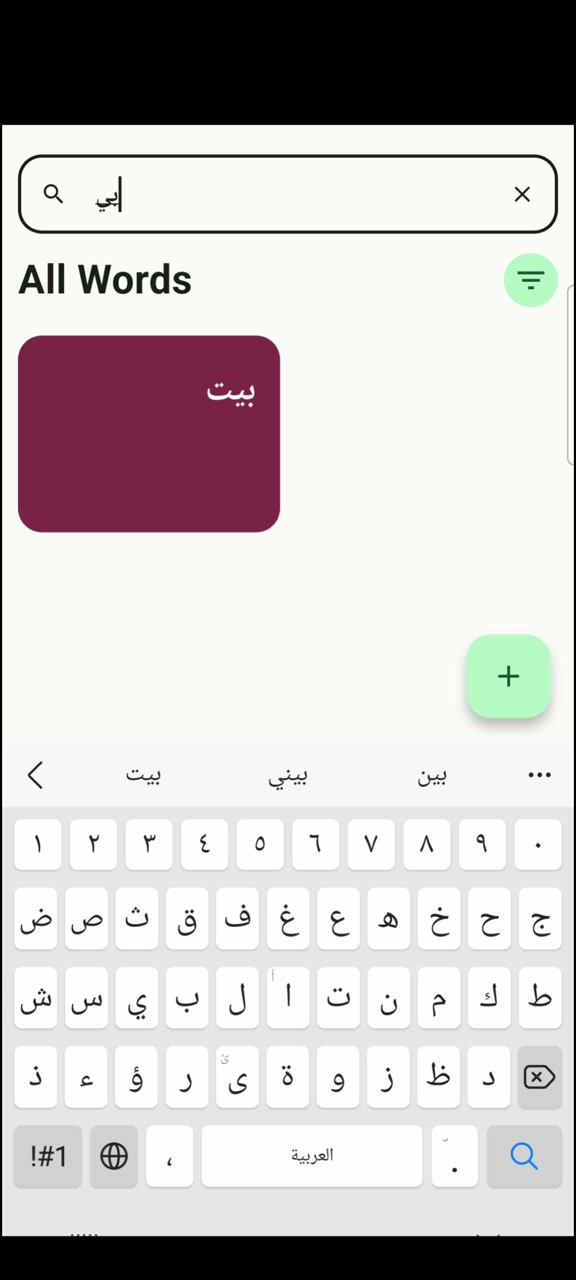 بي
All Words
بيت
+
بيت بيني بين
١ ٢ ٣ ٤ ٥ ٦ ٧ ٨ ٩ ٠
ض ص ث ق ف غ ع ه خ ح ج
ش س ي ب ل ا أ ت ن م ك ط
ذ ء ؤ ر ى ئ ة و ز ظ د
!#1 ، العربية .